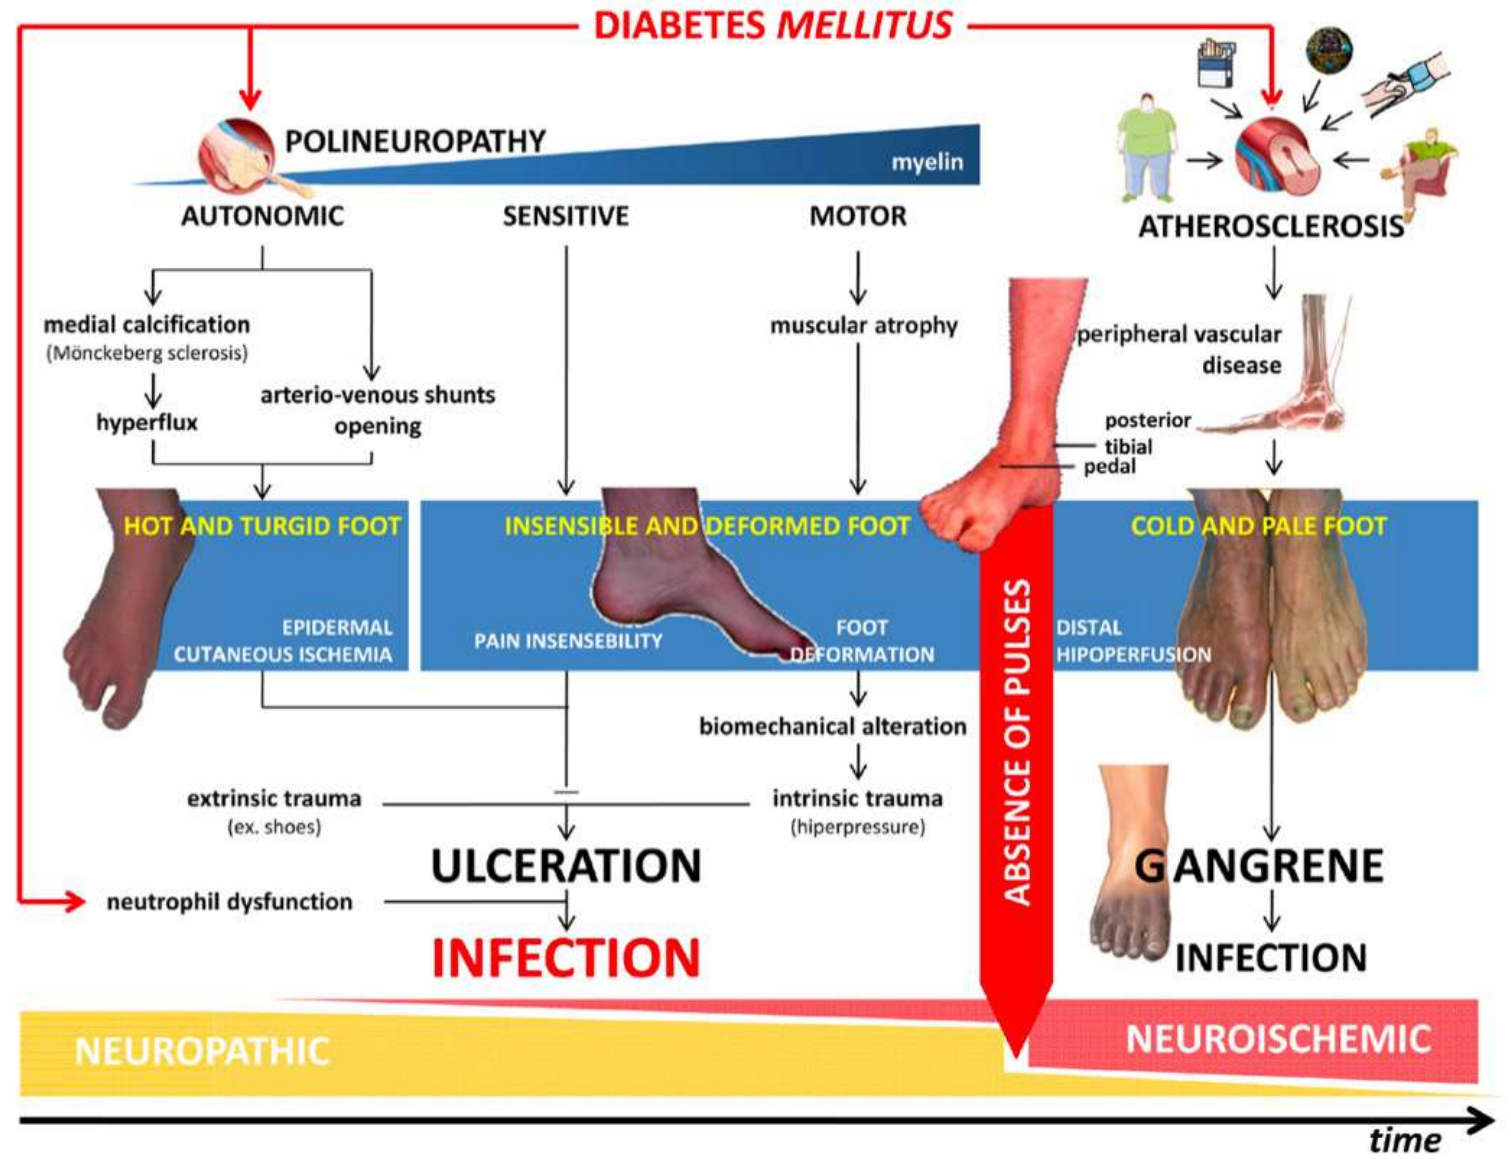 DIABETES MELLITUS
POLINEUROPATHY
myelin
AUTONOMIC
SENSITIVE
MOTOR
ATHEROSCLEROSIS
medial calcification
(Mönckeberg sclerosis)
hyperflux
arterio-venous shunts
opening
muscular atrophy
peripheral vascular
disease
posterior
tibial
pedal
HOT AND TURGID FOOT
INSENSIBLE AND DEFORMED FOOT
COLD AND PALE FOOT
EPIDERMAL
CUTANEOUS ISCHEMIA
PAIN INSENSEBILITY
FOOT
DEFORMATION
ABSENCE OF PULSES
DISTAL
HIPOPERFUSION
biomechanical alteration
extrinsic trauma
(ex. shoes)
intrinsic trauma
(hiperpressure)
ULCERATION
GANGRENE
neutrophil dysfunction
INFECTION
INFECTION
NEUROPATHIC
NEUROISCHEMIC
time